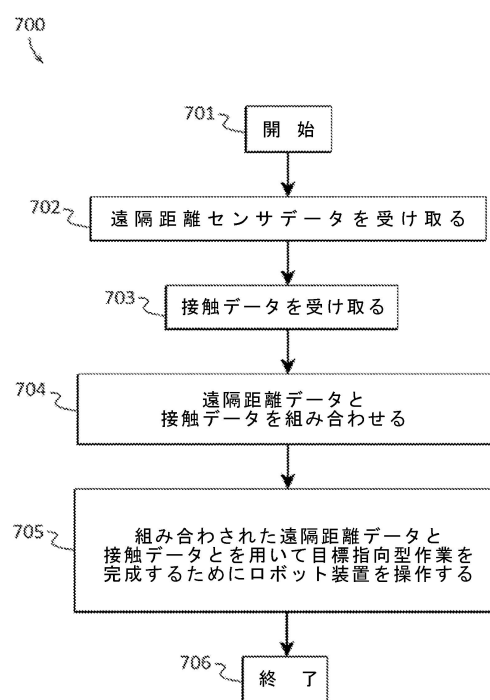 700
701
開始
702
遠隔距離センサデータを受け取る
703
接触データを受け取る
704
遠隔距離データと
接触データを組み合わせる
705
組み合わされた遠隔距離データと
接触データとを用いて目標指向型作業を
完成するためにロボット装置を操作する
706
終了